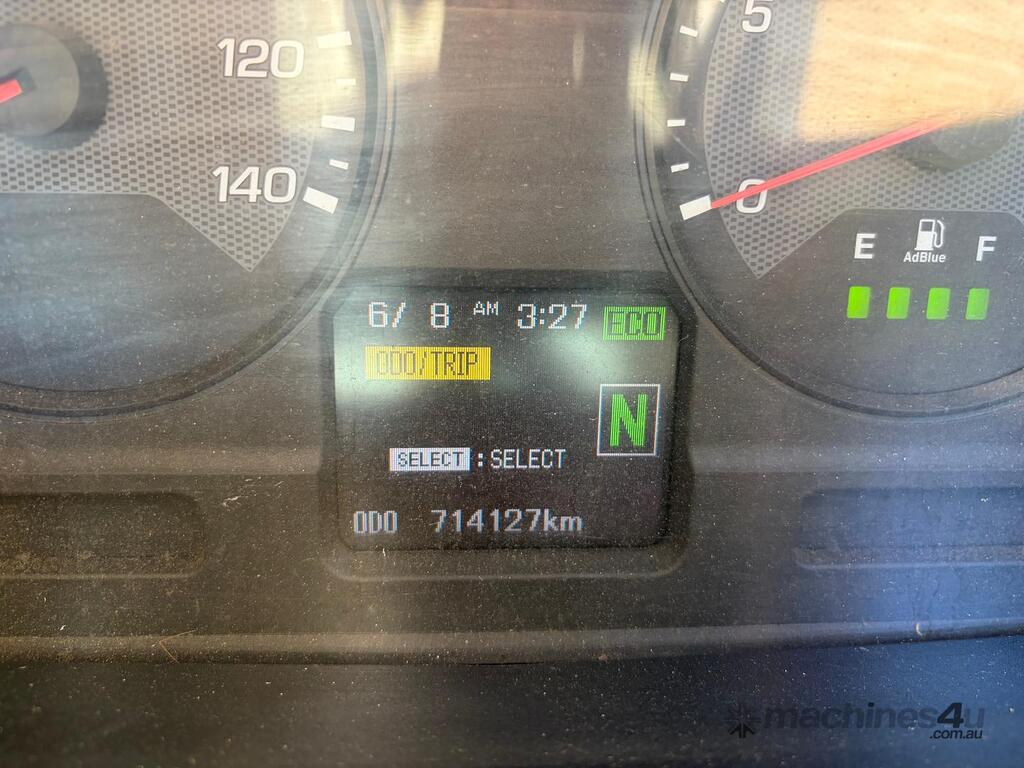 120
140
5
0
E AdBlue F
6/ 8 AM 3:27 ECO
ODO/TRIP
N
SELECT : SELECT
ODO 714127km
machines4u
.com.au